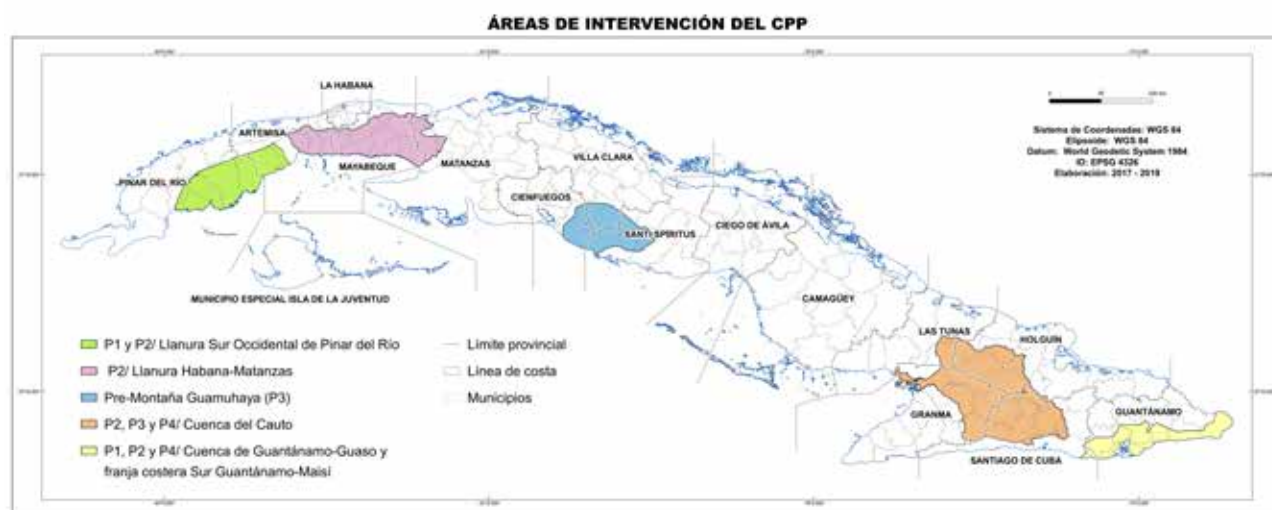 ÁREAS DE INTERVENCIÓN DEL CPP
LA HABANA
ARTEMISA
MAYABEQUE
MATANZAS
VILLA CLARA
PINAR DEL RÍO
CIENFUEGOS
SANTI SPÍRITUS
CIEGO DE ÁVILA
CAMAGÜEY
MUNICIPIO ESPECIAL ISLA DE LA JUVENTUD
LAS TUNAS
HOLGUÍN
GRANMA
GUANTÁNAMO
SANTIAGO DE CUBA
Sistema de Coordenadas: WGS 84
Elipsoide: WGS 84
Datum: World Geodetic System 1984
ID: EPSG 4326
Elaboración: 2017 - 2018
P1 y P2/ Llanura Sur Occidental de Pinar del Río
P2/ Llanura Habana-Matanzas
Pre-Montaña Guamuhaya (P3)
P2, P3 y P4/ Cuenca del Cauto
P1, P2 y P4/ Cuenca de Guantánamo-Guaso y
franja costera Sur Guantánamo-Maisí
Límite provincial
Línea de costa
Municipios